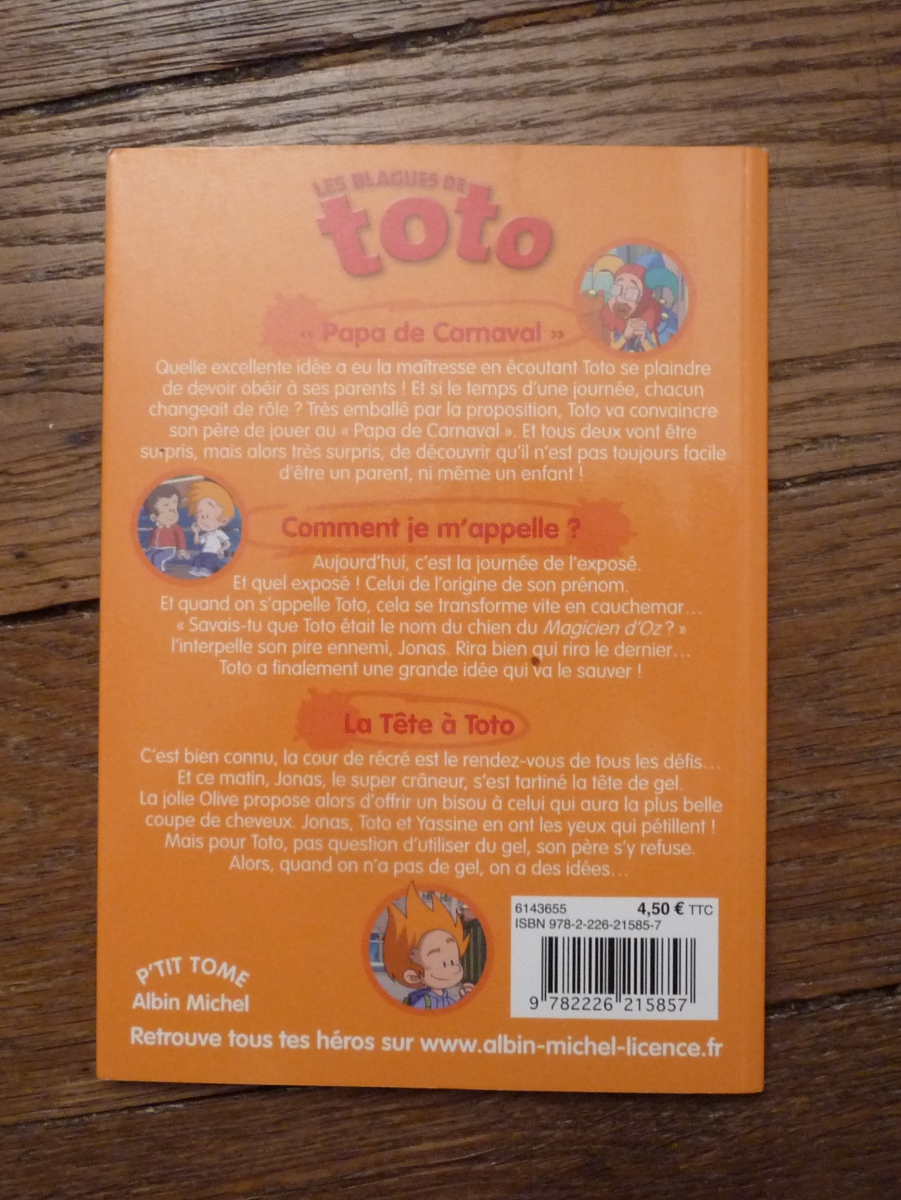 LES BLAGUES DE
toto
« Papa de Carnaval »
Quelle excellente idée a eu la maîtresse en écoutant Toto se plaindre
de devoir obéir à ses parents ! Et si le temps d'une journée, chacun
changeait de rôle ? Très emballé par la proposition, Toto va convaincre
son père de jouer au « Papa de Carnaval ». Et tous deux vont être
surpris, mais alors très surpris, de découvrir qu'il n'est pas toujours facile
d'être un parent, ni même un enfant !
Comment je m'appelle ?
Aujourd'hui, c'est la journée de l'exposé.
Et quel exposé ! Celui de l'origine de son prénom.
Et quand on s'appelle Toto, cela se transforme vite en cauchemar...
« Savais-tu que Toto était le nom du chien du Magicien d'Oz ? »
l'interpelle son pire ennemi, Jonas. Rira bien qui rira le dernier...
Toto a finalement une grande idée qui va le sauver !
La Tête à Toto
C'est bien connu, la cour de récré est le rendez-vous de tous les défis...
Et ce matin, Jonas, le super crâneur, s'est tartiné la tête de gel.
La jolie Olive propose alors d'offrir un bisou à celui qui aura la plus belle
coupe de cheveux. Jonas, Toto et Yassine en ont les yeux qui pétillent !
Mais pour Toto, pas question d'utiliser du gel, son père s'y refuse.
Alors, quand on n'a pas de gel, on a des idées...
6143655 4,50 € TTC
ISBN 978-2-226-21585-7
9 782226 215857
P'TIT TOME
Albin Michel
Retrouve tous tes héros sur www.albin-michel-licence.fr